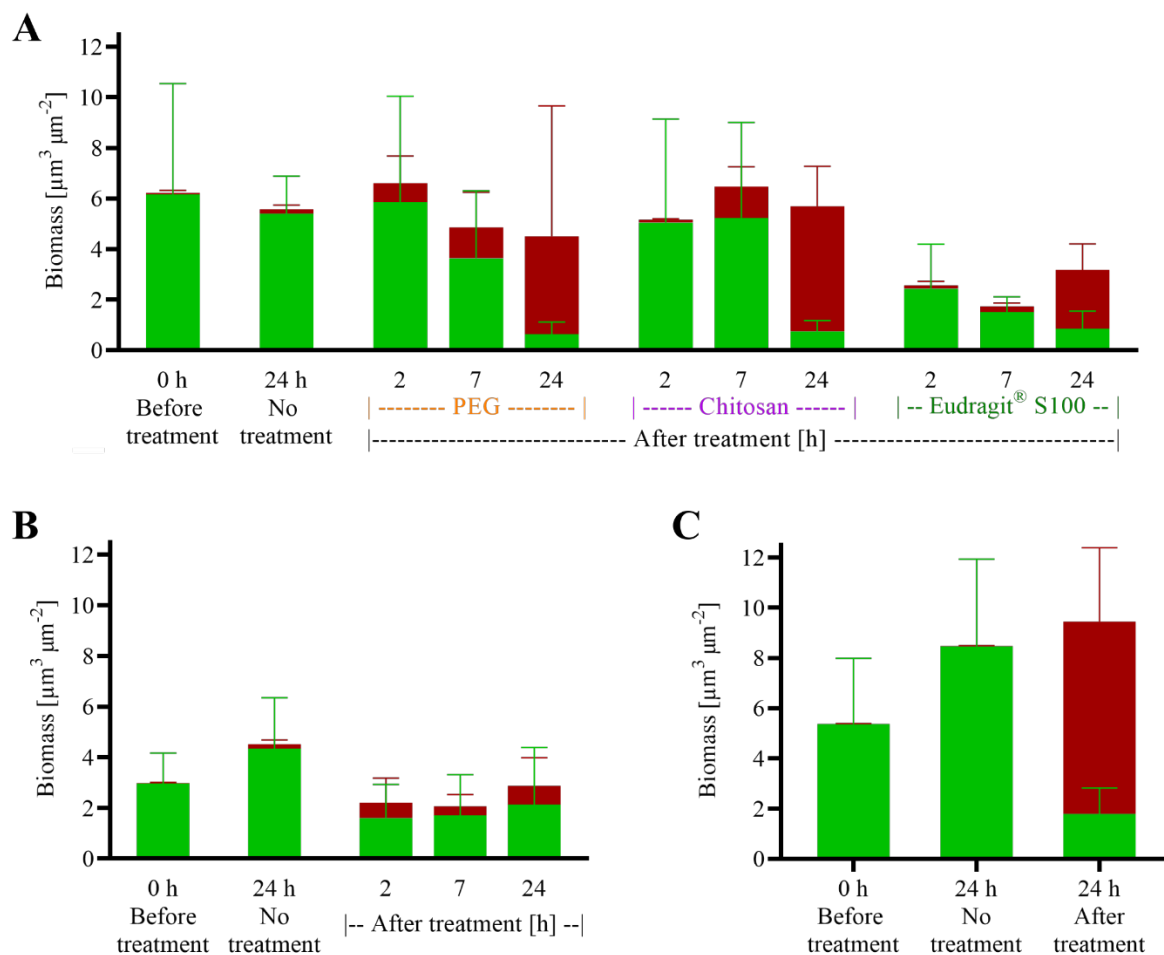 A
Biomass [µm³ µm⁻²]
12
10
8
6
4
2
0
0 h 24 h 2 7 24 2 7 24 2 7 24
Before No |------- PEG -------| |------ Chitosan ------| |-- Eudragit® S100 --|
treatment treatment |---------------------------- After treatment [h] ------------------------------|
B
Biomass [µm³ µm⁻²]
12
10
8
6
4
2
0
0 h 24 h 2 7 24
Before No |-- After treatment [h] --|
treatment treatment
C
Biomass [µm³ µm⁻²]
12
10
8
6
4
2
0
0 h 24 h 24 h
Before No After
treatment treatment treatment